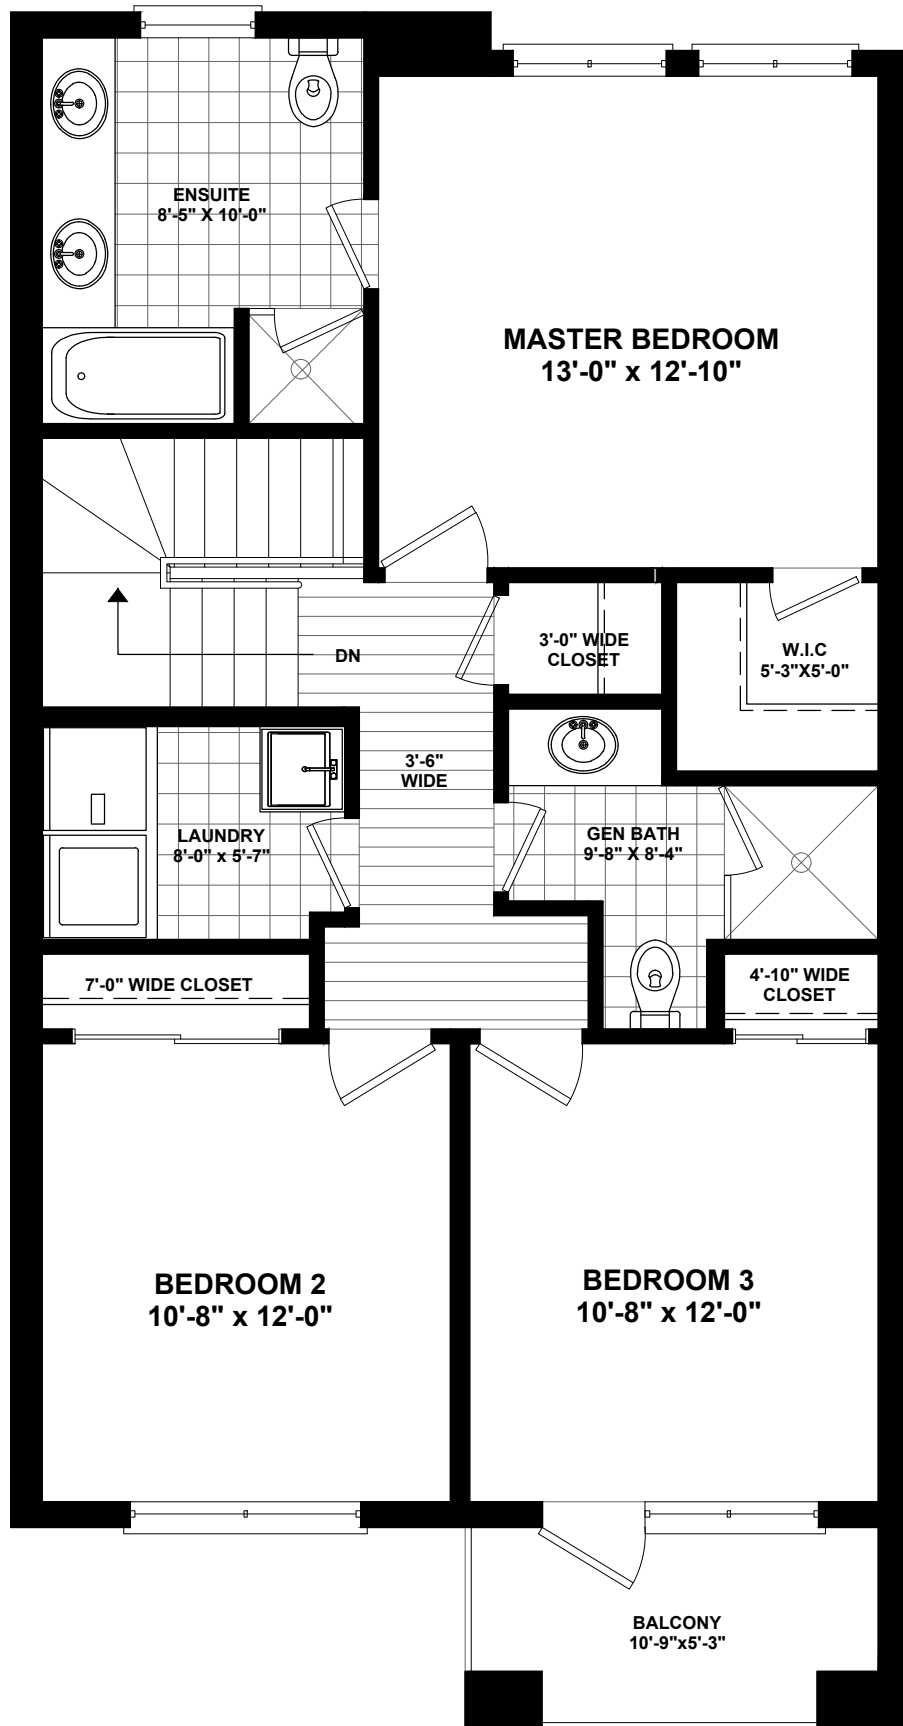 ENSUITE
8'-5" X 10'-0"
MASTER BEDROOM
13'-0" x 12'-10"
DN
3'-0" WIDE
CLOSET
W.I.C
5'-3"X5'-0"
3'-6"
WIDE
LAUNDRY
8'-0" x 5'-7"
GEN BATH
9'-8" X 8'-4"
7'-0" WIDE CLOSET
4'-10" WIDE
CLOSET
BEDROOM 2
10'-8" x 12'-0"
BEDROOM 3
10'-8" x 12'-0"
BALCONY
10'-9"x5'-3"